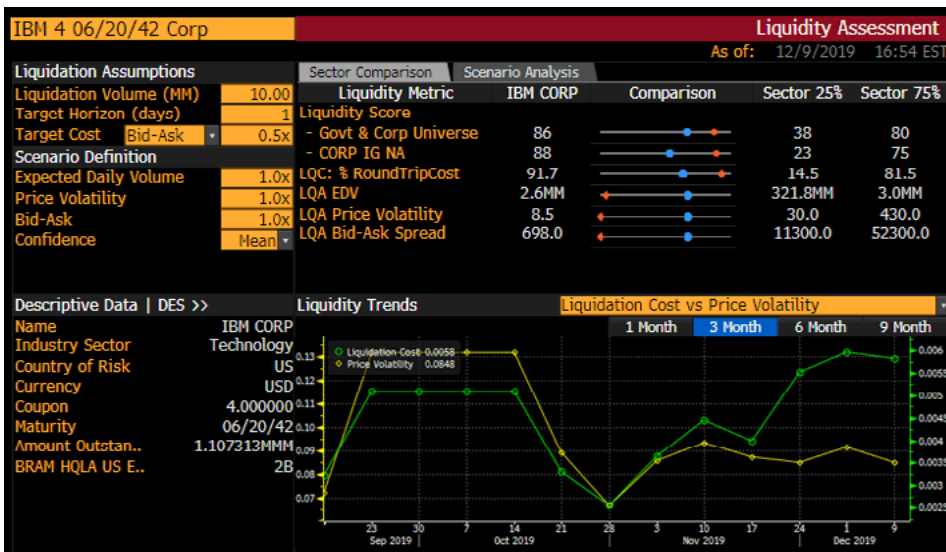 IBM 4 06/20/42 Corp
Liquidity Assessment
As of: 12/9/2019 16:54 EST
Liquidation Assumptions
Liquidation Volume (MM) 10.00
Target Horizon (days) 1
Target Cost Bid-Ask 0.5x
Scenario Definition
Expected Daily Volume 1.0x
Price Volatility 1.0x
Bid-Ask 1.0x
Confidence Mean
Sector Comparison Scenario Analysis
Liquidity Metric IBM CORP Comparison Sector 25% Sector 75%
Liquidity Score
- Govt & Corp Universe 86 38 80
- CORP IG NA 88 23 75
LQC: % RoundTripCost 91.7 14.5 81.5
LQA EDV 2.6MM 321.8MM 3.0MM
LQA Price Volatility 8.5 30.0 430.0
LQA Bid-Ask Spread 698.0 11300.0 52300.0
Descriptive Data | DES >>
Name IBM CORP
Industry Sector Technology
Country of Risk US
Currency USD
Coupon 4.000000
Maturity 06/20/42
Amount Outstan.. 1.107313MMM
BRAM HQLA US E.. 2B
Liquidity Trends Liquidation Cost vs Price Volatility
1 Month 3 Month 6 Month 9 Month
Liquidation Cost 0.0058
Price Volatility 0.0848
0.13
0.12
0.11
0.10
0.09
0.08
0.07
0.006
0.0055
0.005
0.0045
0.004
0.0035
0.003
0.0025
23 30 7 14 21 28 3 10 17 24 1 9
Sep 2019 Oct 2019 Nov 2019 Dec 2019